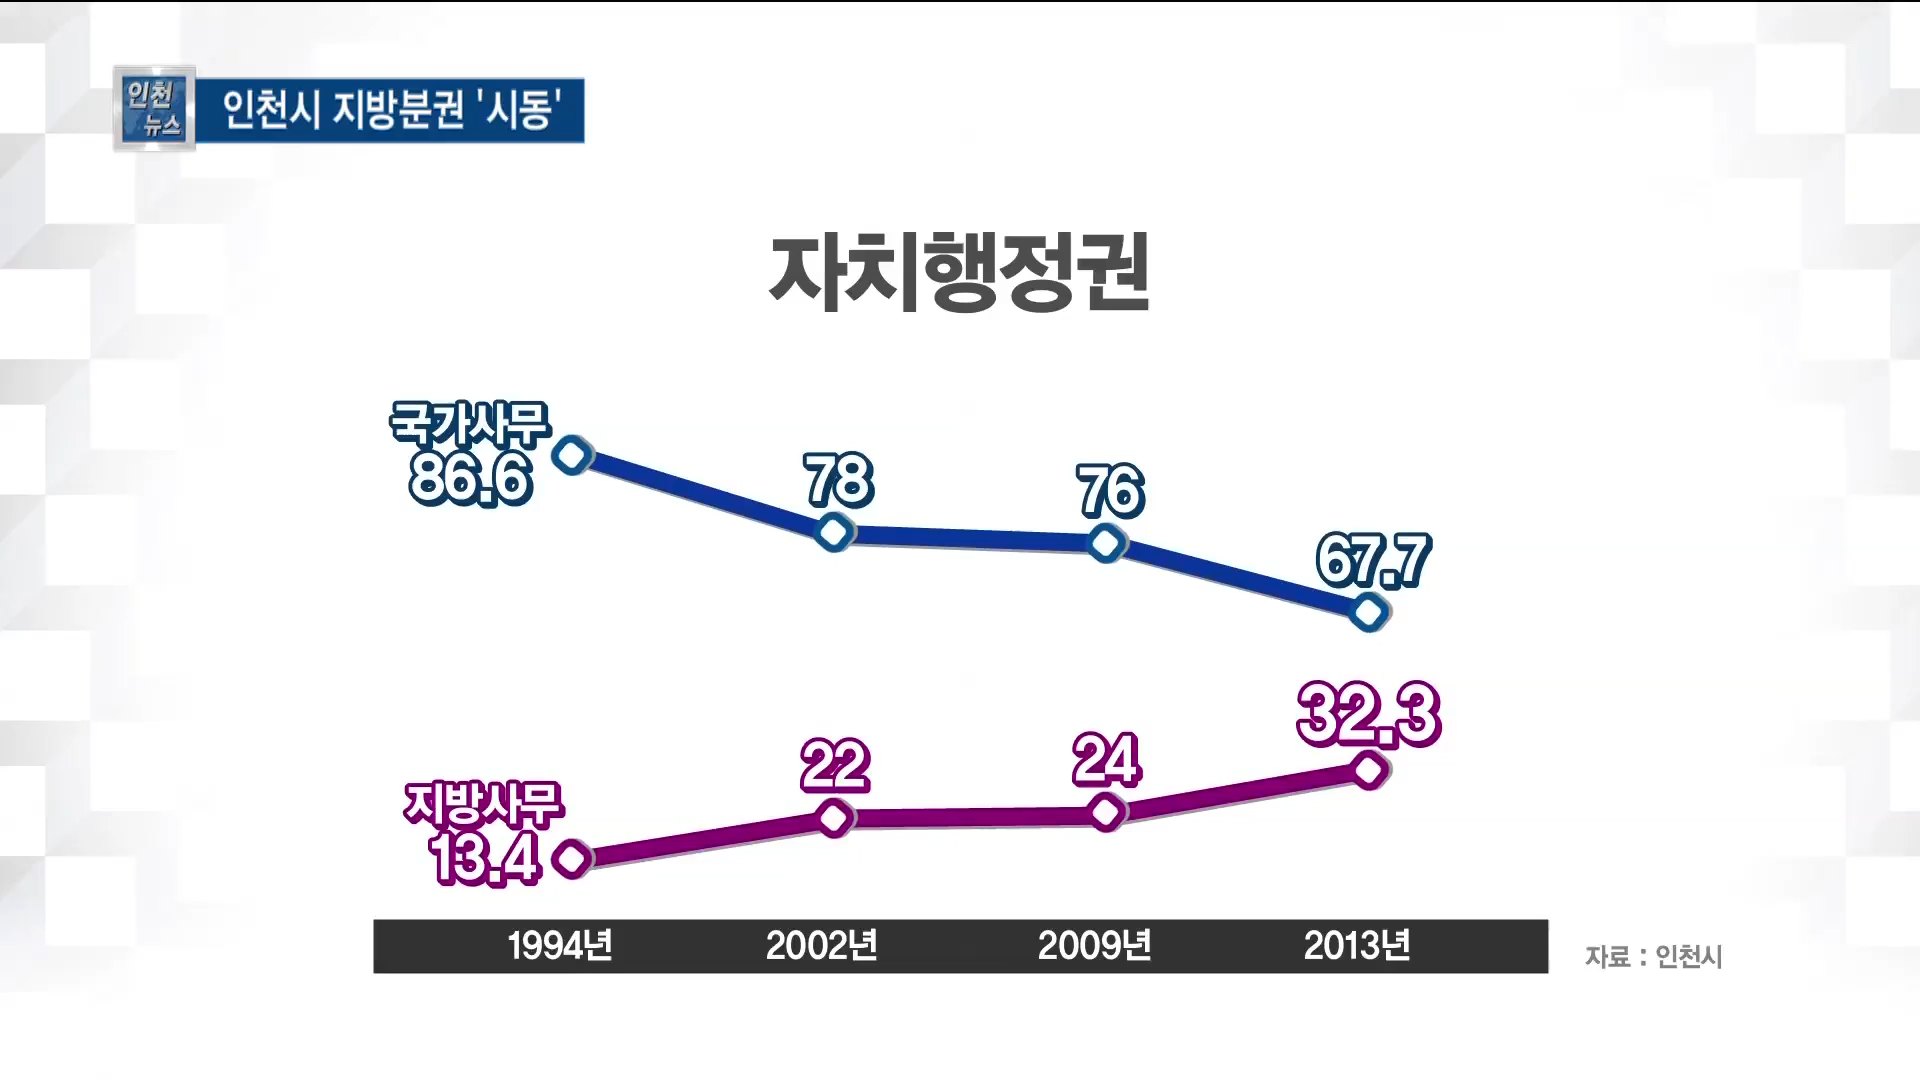 인천
뉴스
인천시 지방분권 '시동'
자치행정권
국가사무
86.6
78
76
67.7
지방사무
13.4
22
24
32.3
1994년 2002년 2009년 2013년
자료 : 인천시